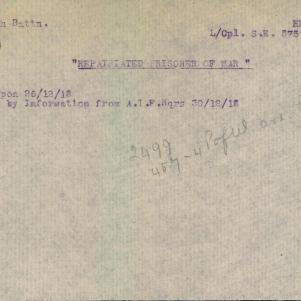 h Battn.
L/Cpl. S.H. 575
"REPATRIATED PRISONER OF WAR"
pon 26/12/18
by Information from A.I.F.Hqrs 30/12/18
2499